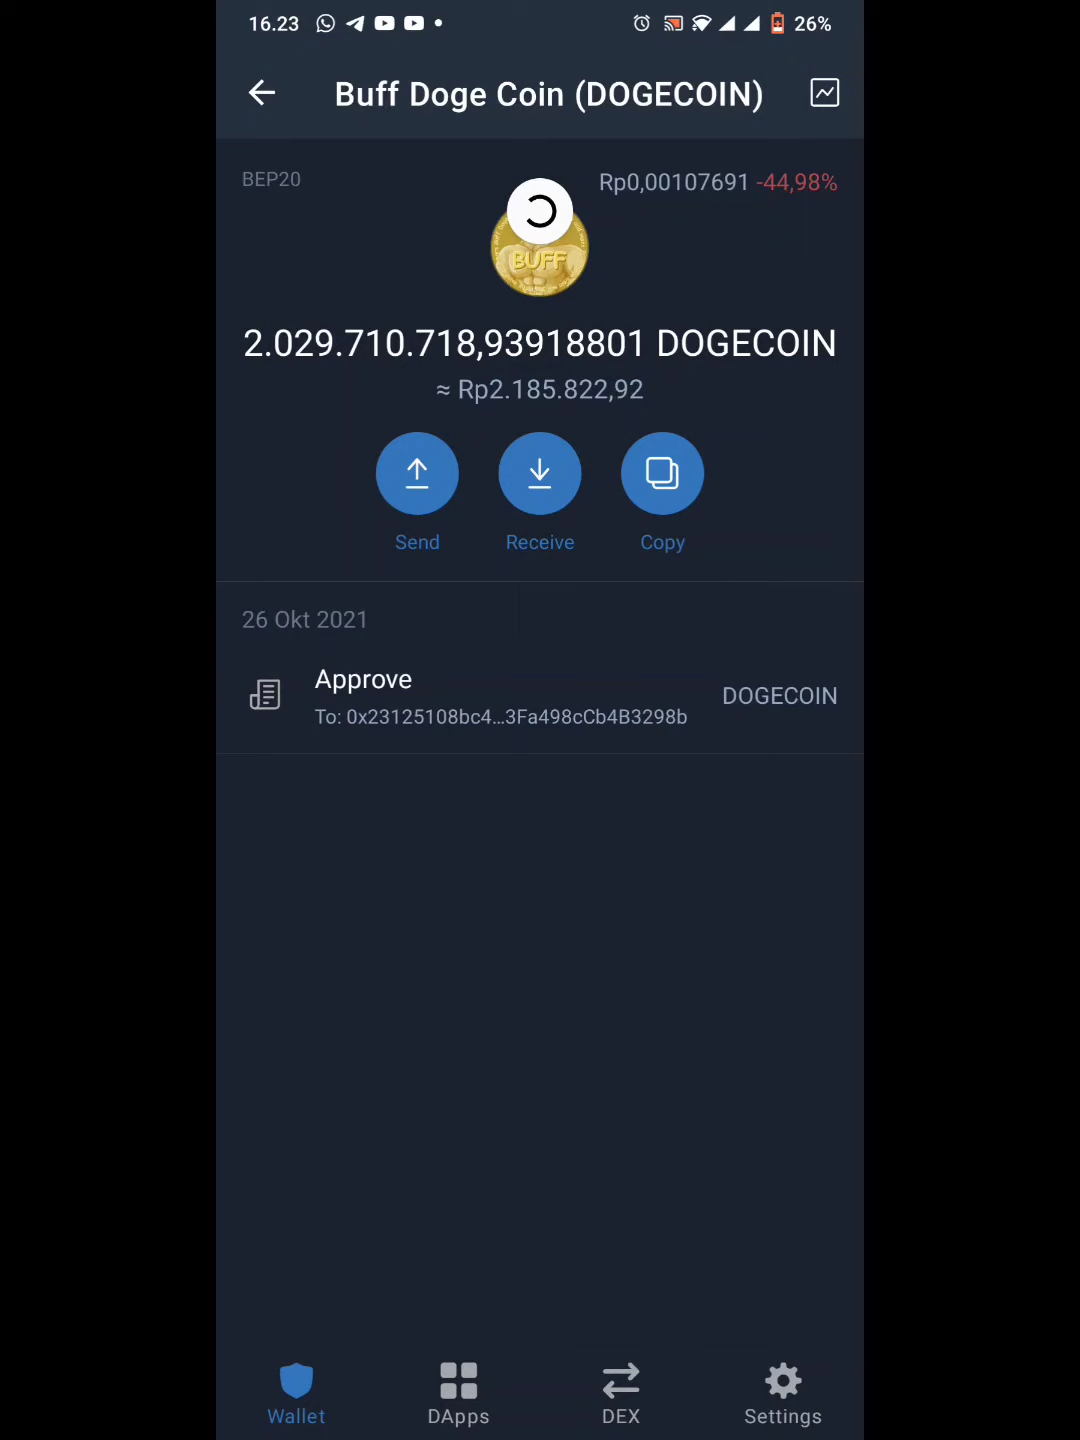 16.23 26%
Buff Doge Coin (DOGECOIN)
BEP20
Rp0,00107691 -44,98%
BUFF
2.029.710.718,93918801 DOGECOIN
≈ Rp2.185.822,92
Send Receive Copy
26 Okt 2021
Approve
DOGECOIN
To: 0x23125108bc4...3Fa498cCb4B3298b
Wallet DApps DEX Settings